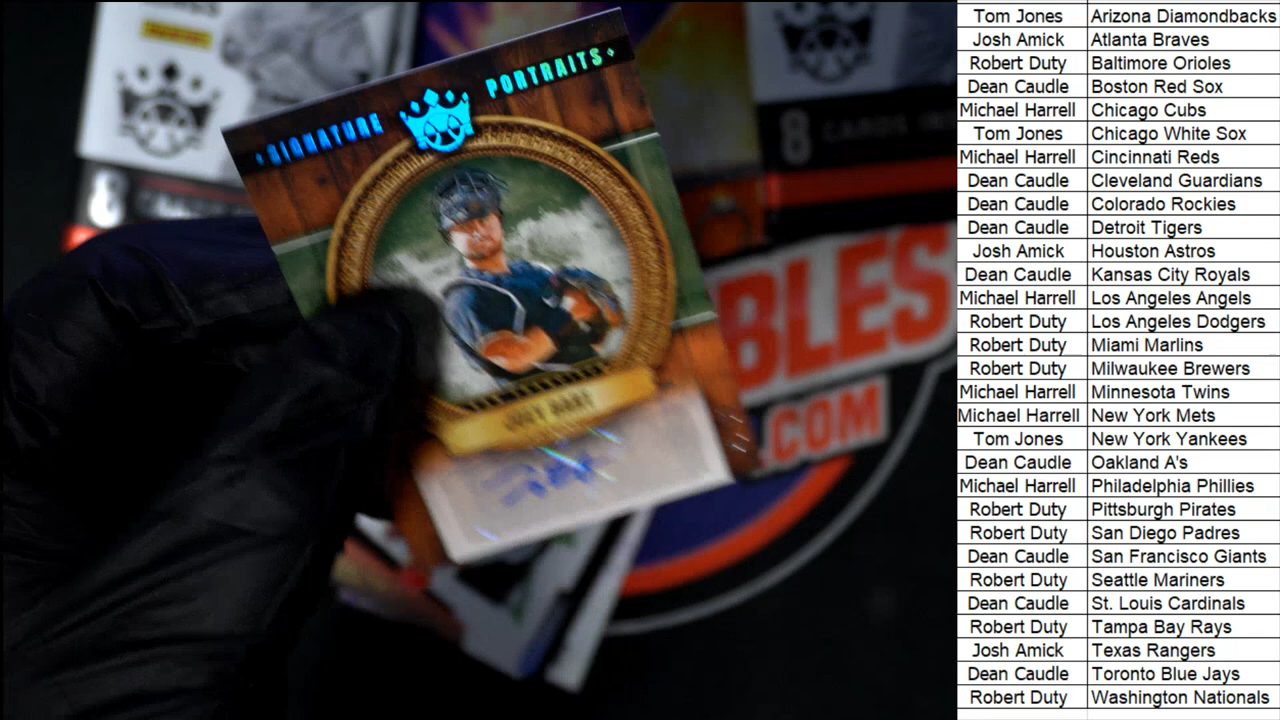 SIGNATURE PORTRAITS
8 CARDS
BLES
.COM
Tom Jones Arizona Diamondbacks
Josh Amick Atlanta Braves
Robert Duty Baltimore Orioles
Dean Caudle Boston Red Sox
Michael Harrell Chicago Cubs
Tom Jones Chicago White Sox
Michael Harrell Cincinnati Reds
Dean Caudle Cleveland Guardians
Dean Caudle Colorado Rockies
Dean Caudle Detroit Tigers
Josh Amick Houston Astros
Dean Caudle Kansas City Royals
Michael Harrell Los Angeles Angels
Robert Duty Los Angeles Dodgers
Robert Duty Miami Marlins
Robert Duty Milwaukee Brewers
Michael Harrell Minnesota Twins
Michael Harrell New York Mets
Tom Jones New York Yankees
Dean Caudle Oakland A's
Michael Harrell Philadelphia Phillies
Robert Duty Pittsburgh Pirates
Robert Duty San Diego Padres
Dean Caudle San Francisco Giants
Robert Duty Seattle Mariners
Dean Caudle St. Louis Cardinals
Robert Duty Tampa Bay Rays
Josh Amick Texas Rangers
Dean Caudle Toronto Blue Jays
Robert Duty Washington Nationals